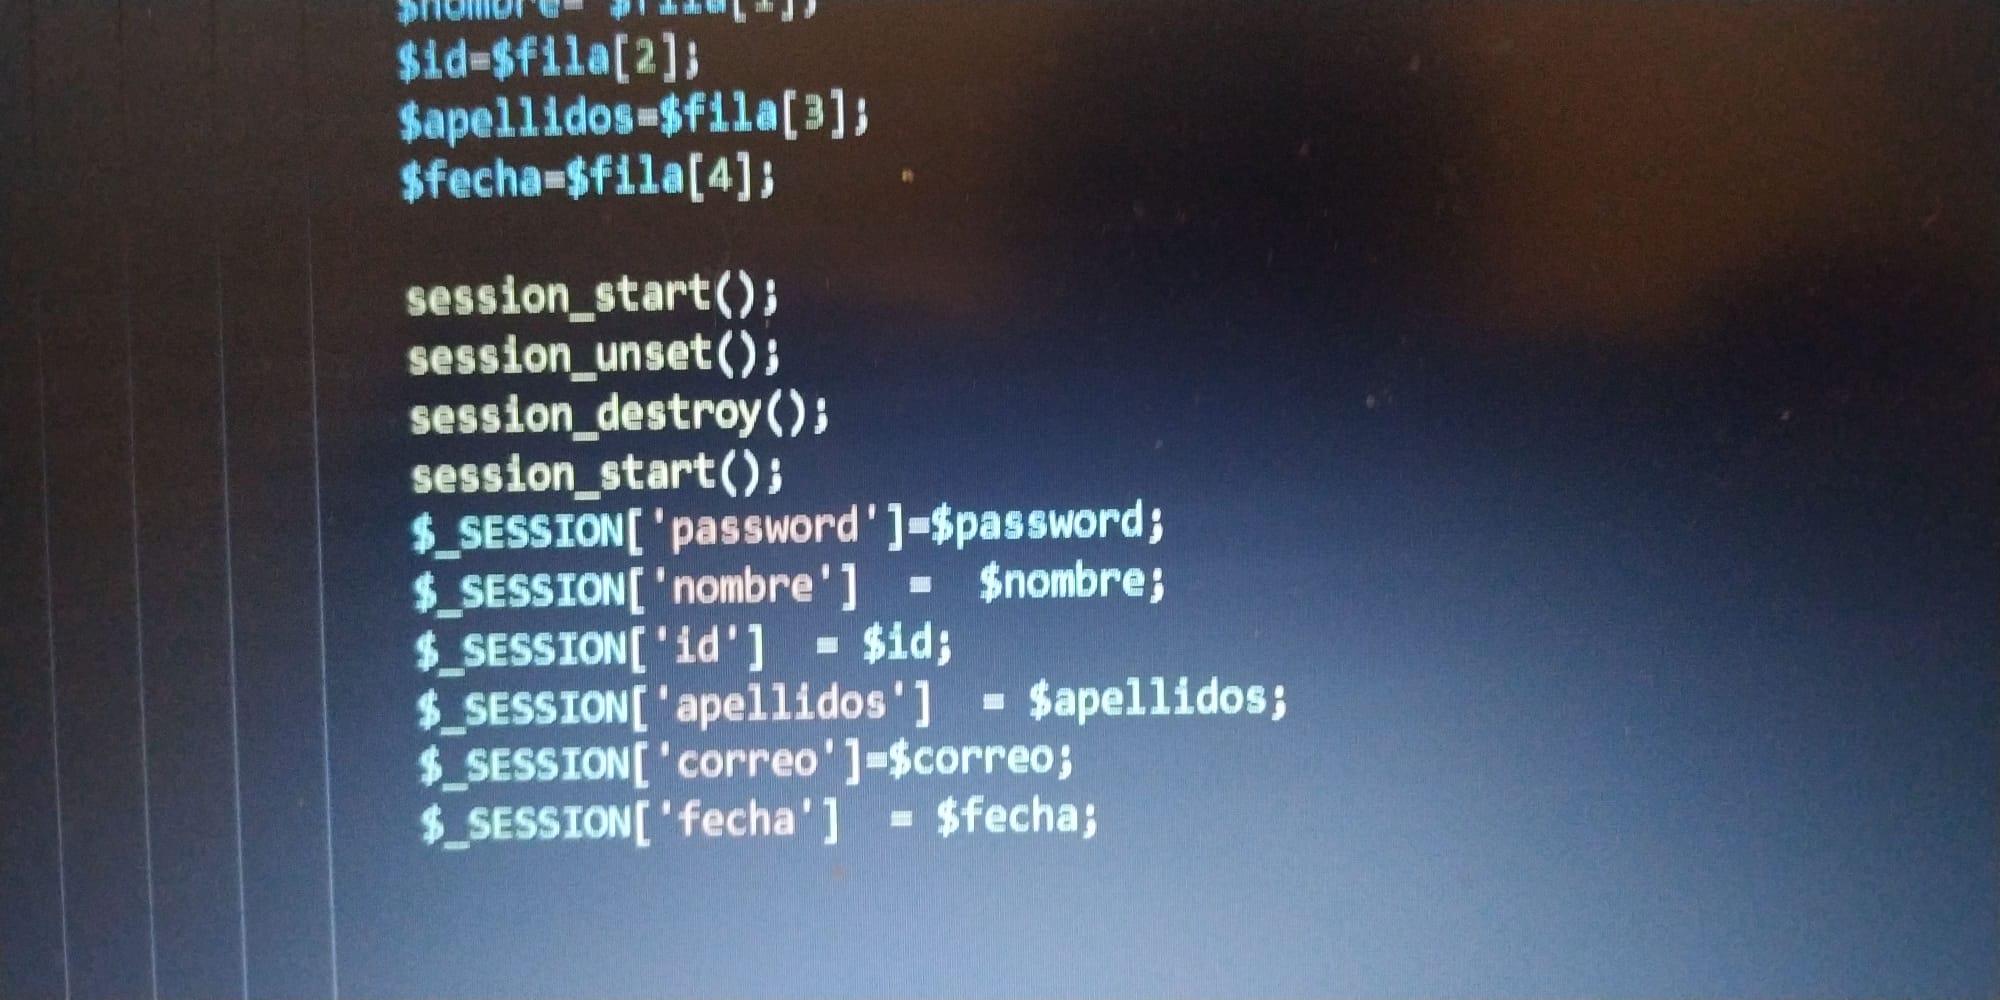 $nombre= $fila[1];
$id=$fila[2];
$apellidos=$fila[3];
$fecha=$fila[4];
session_start();
session_unset();
session_destroy();
session_start();
$_SESSION['password']=$password;
$_SESSION['nombre']  =  $nombre;
$_SESSION['id']  = $id;
$_SESSION['apellidos']  = $apellidos;
$_SESSION['correo']=$correo;
$_SESSION['fecha']  = $fecha;